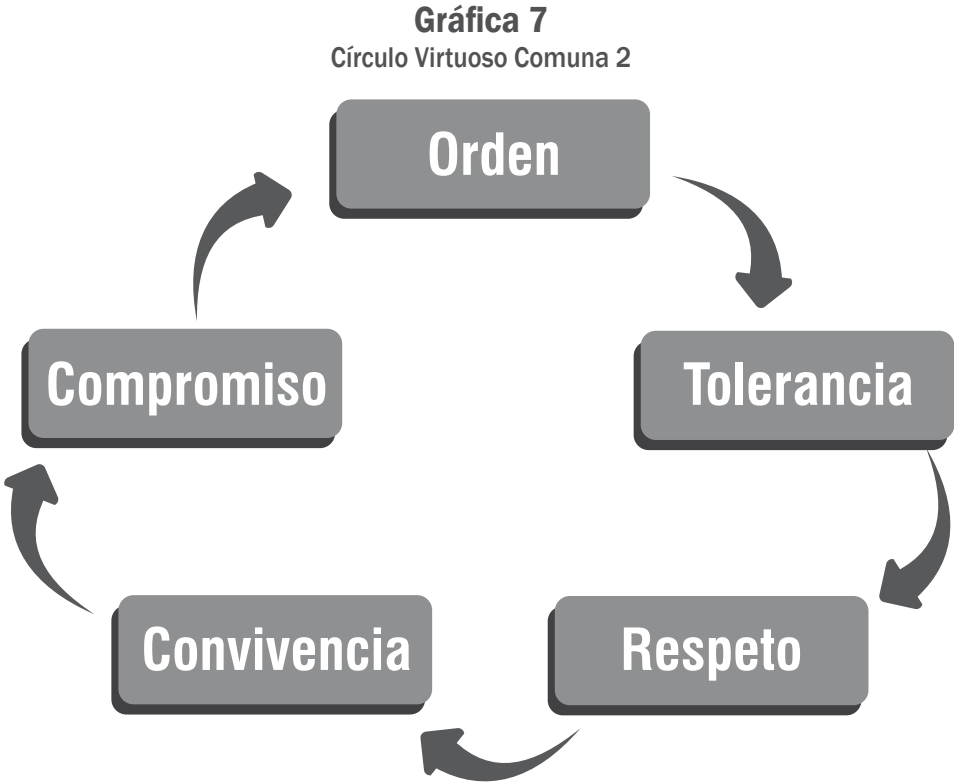 Gráfica 7
Círculo Virtuoso Comuna 2
Orden
Tolerancia
Respeto
Convivencia
Compromiso